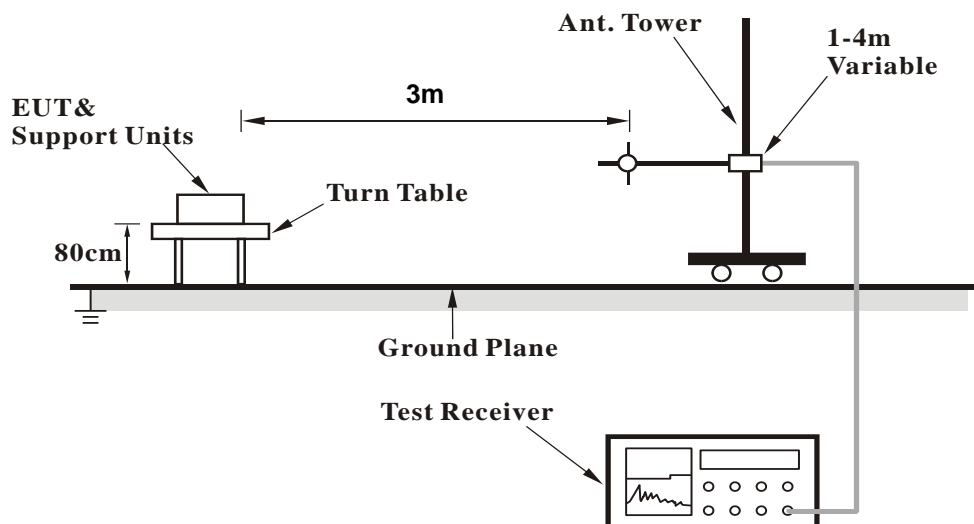 Ant. Tower
1-4m
Variable
3m
EUT&
Support Units
Turn Table
80cm
Ground Plane
Test Receiver